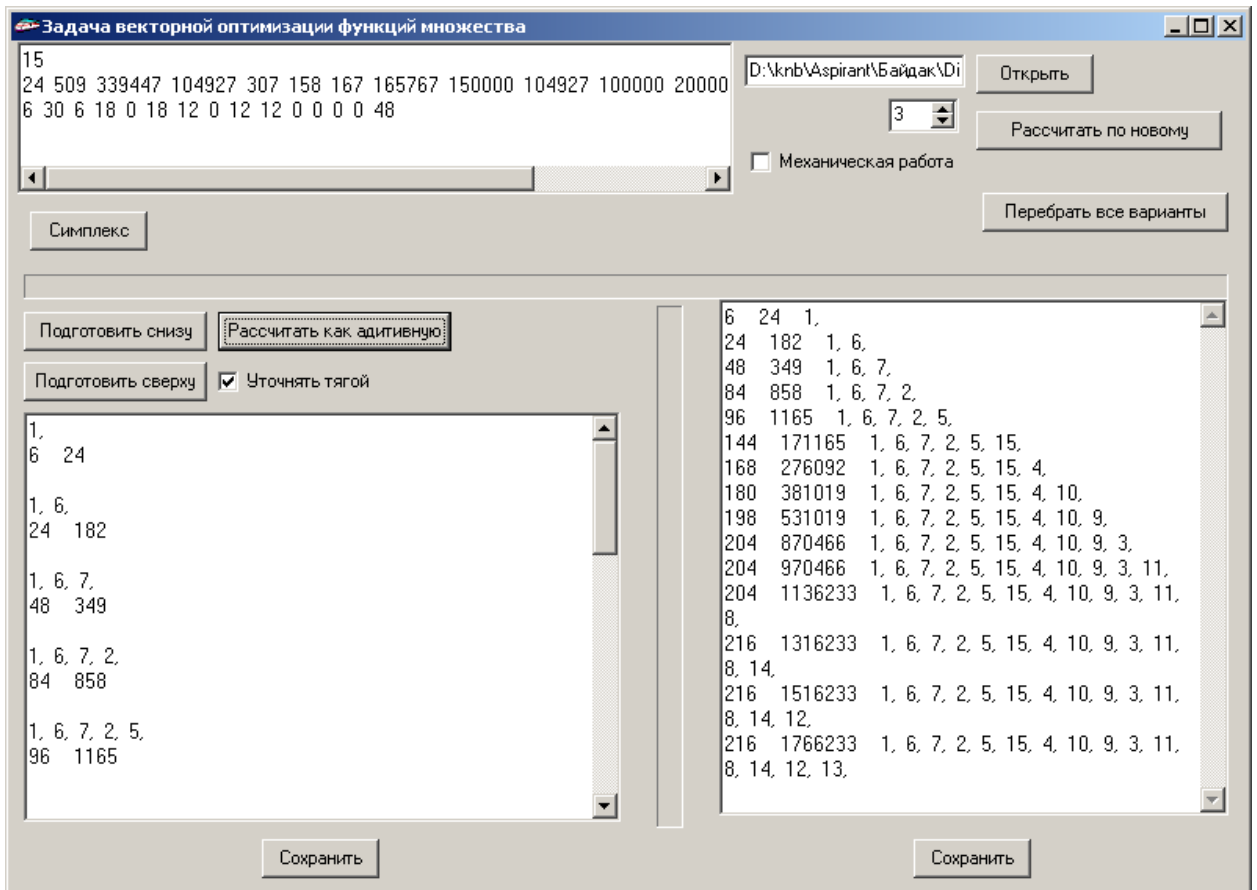 Задача векторной оптимизации функций множества
15
24 509 339447 104927 307 158 167 165767 150000 104927 100000 20000
6 30 6 18 0 18 12 0 12 12 0 0 0 0 48
D:\knb\Aspirant\Байдак\Di
Открыть
3
Рассчитать по новому
Механическая работа
Перебрать все варианты
Симплекс
Подготовить снизу
Рассчитать как адитивную
Подготовить сверху
Уточнять тягой
1,
6 24
1, 6,
24 182
1, 6, 7,
48 349
1, 6, 7, 2,
84 858
1, 6, 7, 2, 5,
96 1165
Сохранить
6 24 1,
24 182 1, 6,
48 349 1, 6, 7,
84 858 1, 6, 7, 2,
96 1165 1, 6, 7, 2, 5,
144 171165 1, 6, 7, 2, 5, 15,
168 276092 1, 6, 7, 2, 5, 15, 4,
180 381019 1, 6, 7, 2, 5, 15, 4, 10,
198 531019 1, 6, 7, 2, 5, 15, 4, 10, 9,
204 870466 1, 6, 7, 2, 5, 15, 4, 10, 9, 3,
204 970466 1, 6, 7, 2, 5, 15, 4, 10, 9, 3, 11,
204 1136233 1, 6, 7, 2, 5, 15, 4, 10, 9, 3, 11,
8,
216 1316233 1, 6, 7, 2, 5, 15, 4, 10, 9, 3, 11,
8, 14,
216 1516233 1, 6, 7, 2, 5, 15, 4, 10, 9, 3, 11,
8, 14, 12,
216 1766233 1, 6, 7, 2, 5, 15, 4, 10, 9, 3, 11,
8, 14, 12, 13,
Сохранить